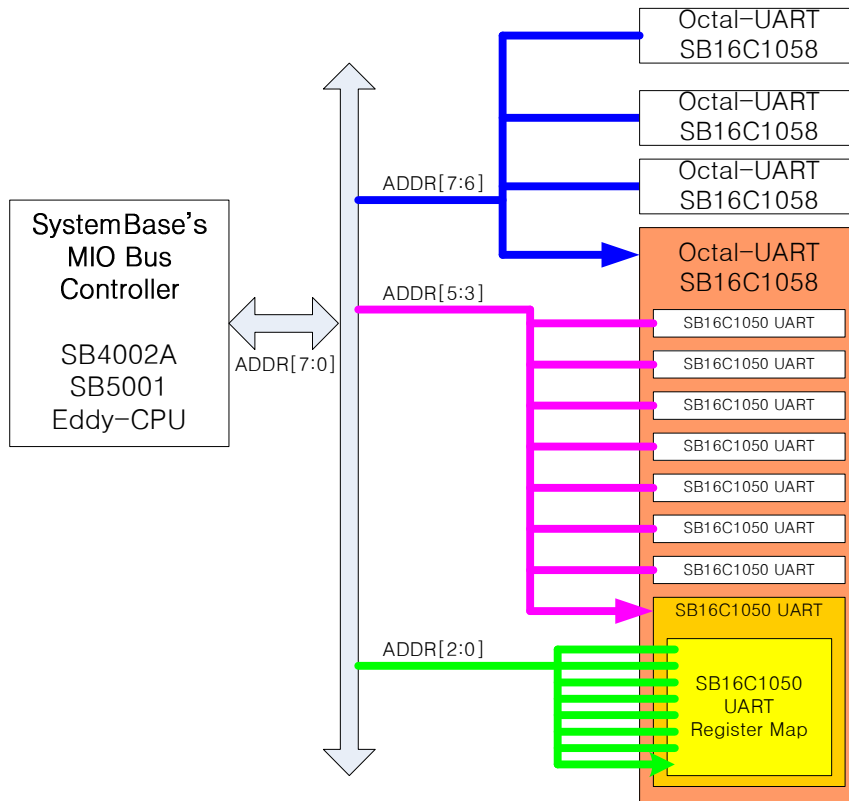 Octal-UART
SB16C1058
Octal-UART
SB16C1058
Octal-UART
SB16C1058
ADDR[7:6]
SystemBase's
MIO Bus
Controller
SB4002A
SB5001
Eddy-CPU
ADDR[7:0]
Octal-UART
SB16C1058
ADDR[5:3]
SB16C1050 UART
SB16C1050 UART
SB16C1050 UART
SB16C1050 UART
SB16C1050 UART
SB16C1050 UART
SB16C1050 UART
SB16C1050 UART
ADDR[2:0]
SB16C1050
UART
Register Map